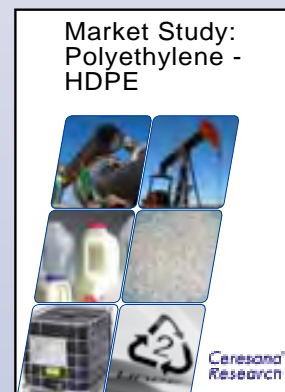 Market Study:
Polyethylene -
HDPE
2
Ceresana
Research